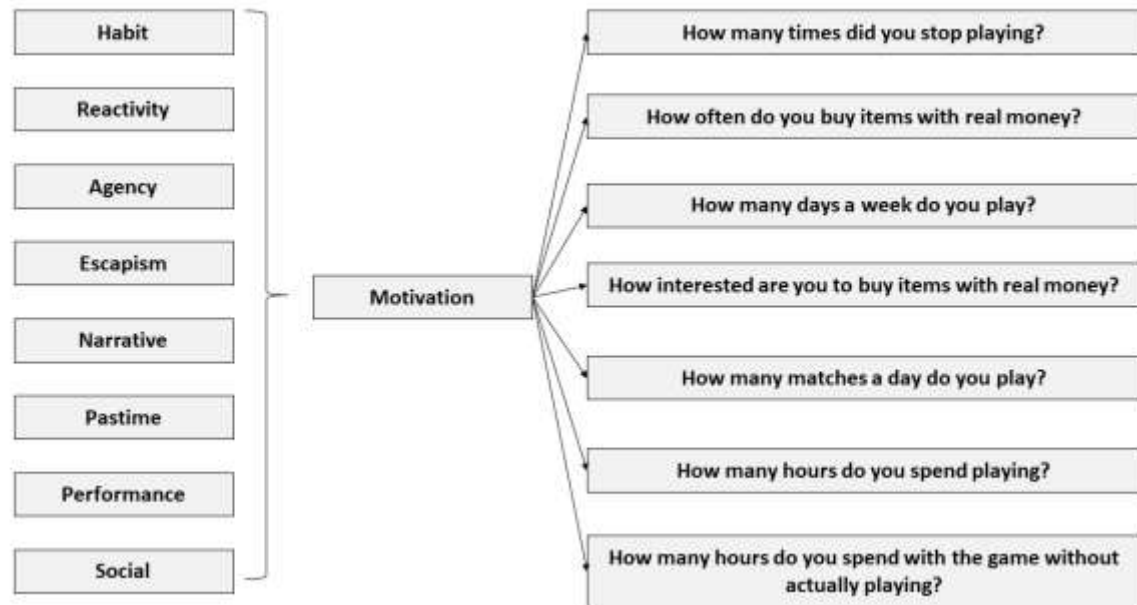 Habit
Reactivity
Agency
Escapism
Narrative
Pastime
Performance
Social
Motivation
How many times did you stop playing?
How often do you buy items with real money?
How many days a week do you play?
How interested are you to buy items with real money?
How many matches a day do you play?
How many hours do you spend playing?
How many hours do you spend with the game without
actually playing?